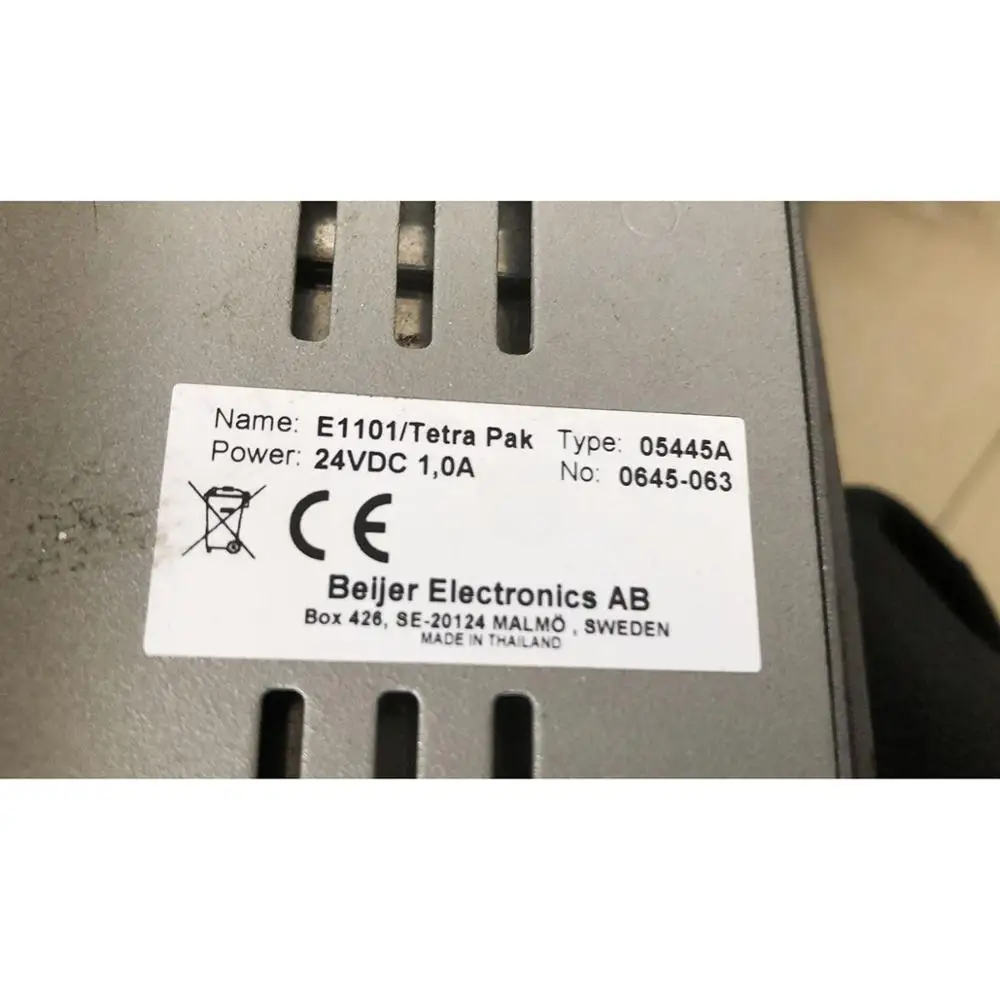 Name: E1101/Tetra Pak Type: 05445A
Power: 24VDC 1,0A No: 0645-063
CE
Beijer Electronics AB
Box 426, SE-20124 MALMÖ , SWEDEN
MADE IN THAILAND